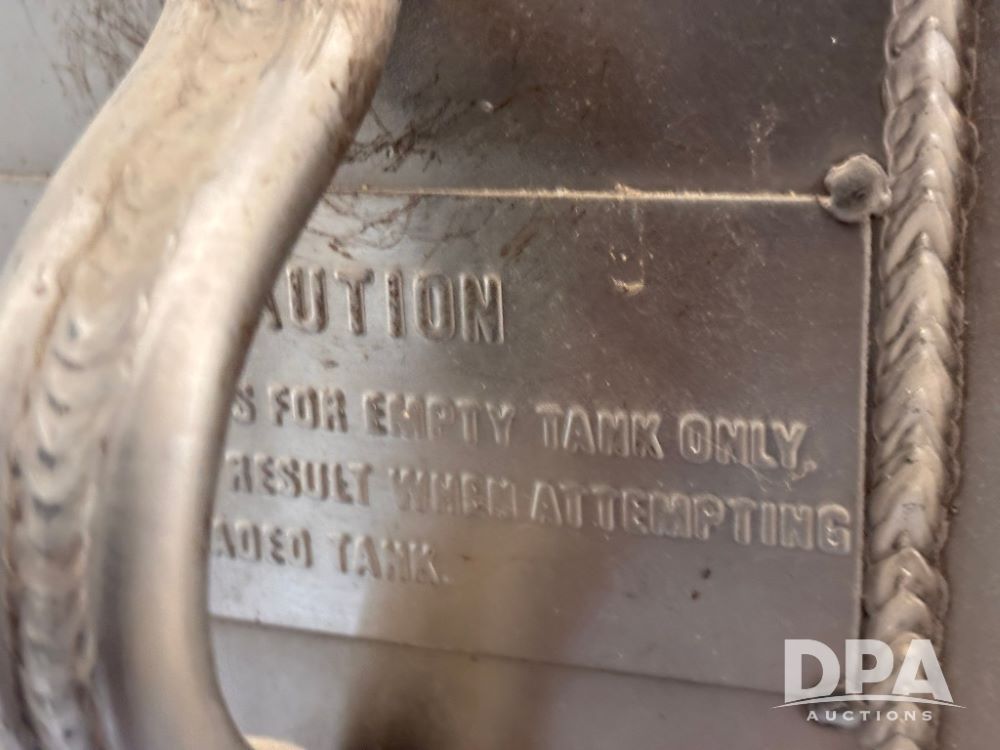 AUTION
S FOR EMPTY TANK ONLY,
RESULT WHEN ATTEMPTING
ADED TANK.
DPA
AUCTIONS